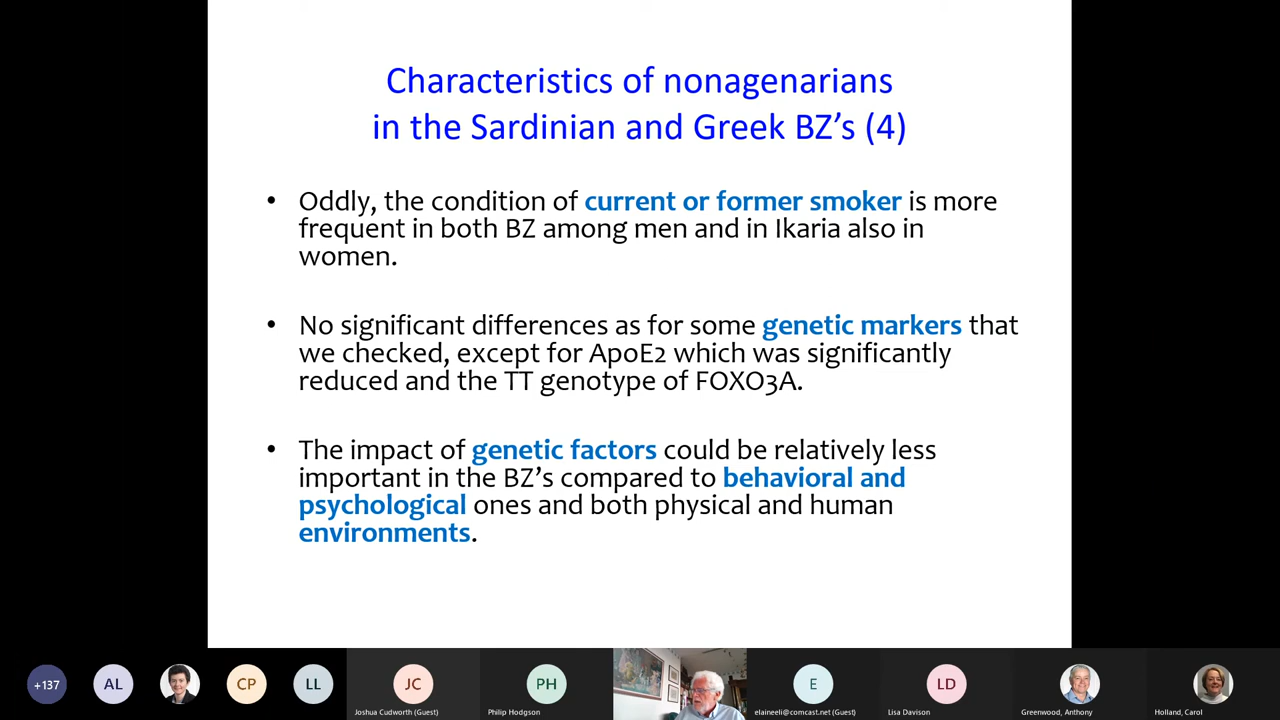 Characteristics of nonagenarians
in the Sardinian and Greek BZ's (4)
• Oddly, the condition of current or former smoker is more
frequent in both BZ among men and in Ikaria also in
women.
• No significant differences as for some genetic markers that
we checked, except for ApoE2 which was significantly
reduced and the TT genotype of FOXO3A.
• The impact of genetic factors could be relatively less
important in the BZ's compared to behavioral and
psychological ones and both physical and human
environments.
+137 AL CP LL JC PH E LD
Joshua Cudworth (Guest) Philip Hodgson elaineeli@comcast.net (Guest) Lisa Davison Greenwood, Anthony Holland, Carol